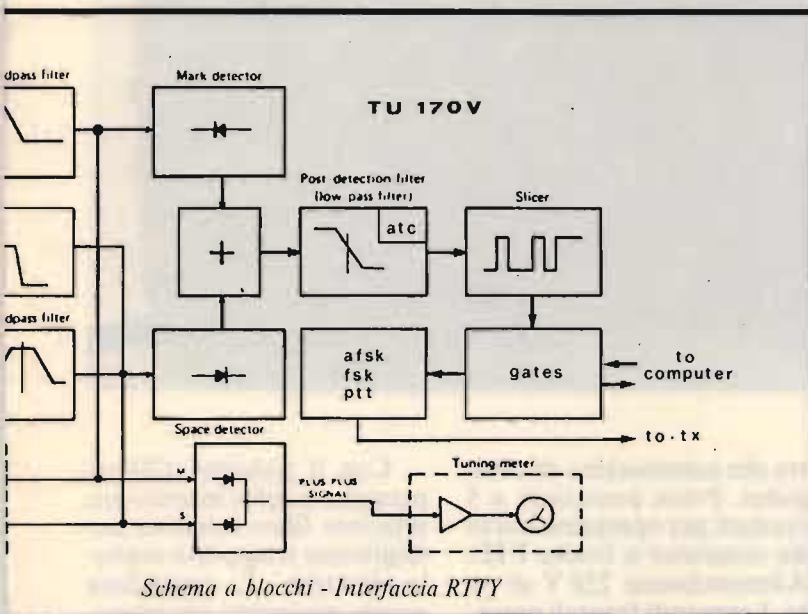 dpass filter
Mark detector
TU 170V
Post-detection filter
(low pass filter)
atc
Slicer
dpass filter
afsk
fsk
ptt
gates
to
computer
to-tx
Space detector
M
S
PLUS PLUS
SIGNAL
Tuning meter
Schema a blocchi - Interfaccia RTTY